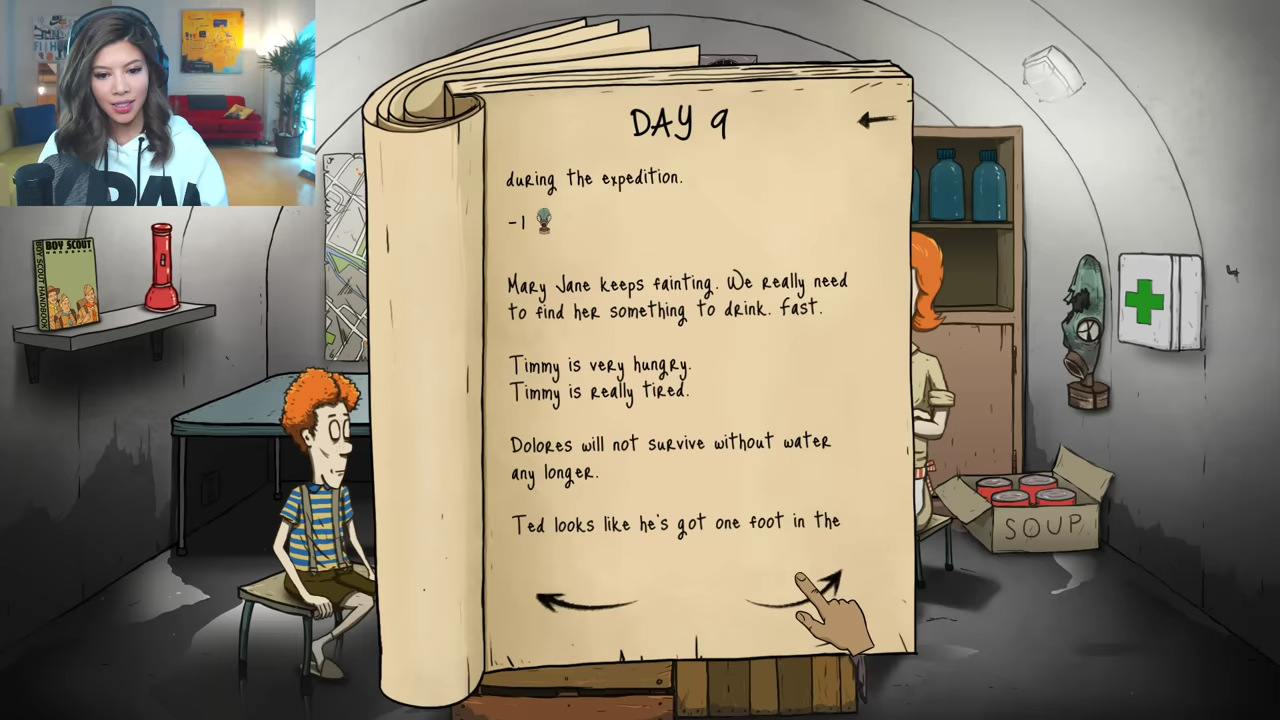 DAY 9
during the expedition.
-1
Mary Jane keeps fainting. We really need
to find her something to drink. Fast.
Timmy is very hungry.
Timmy is really tired.
Dolores will not survive without water
any longer.
Ted looks like he's got one foot in the
BOY SCOUT
BOY SCOUT HANDBOOK
SOUP